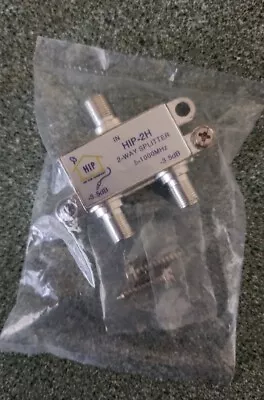 IN
HIP-2H
2-WAY SPLITTER
5-1000MHz
HIP
-3.5dB
-3.5dB